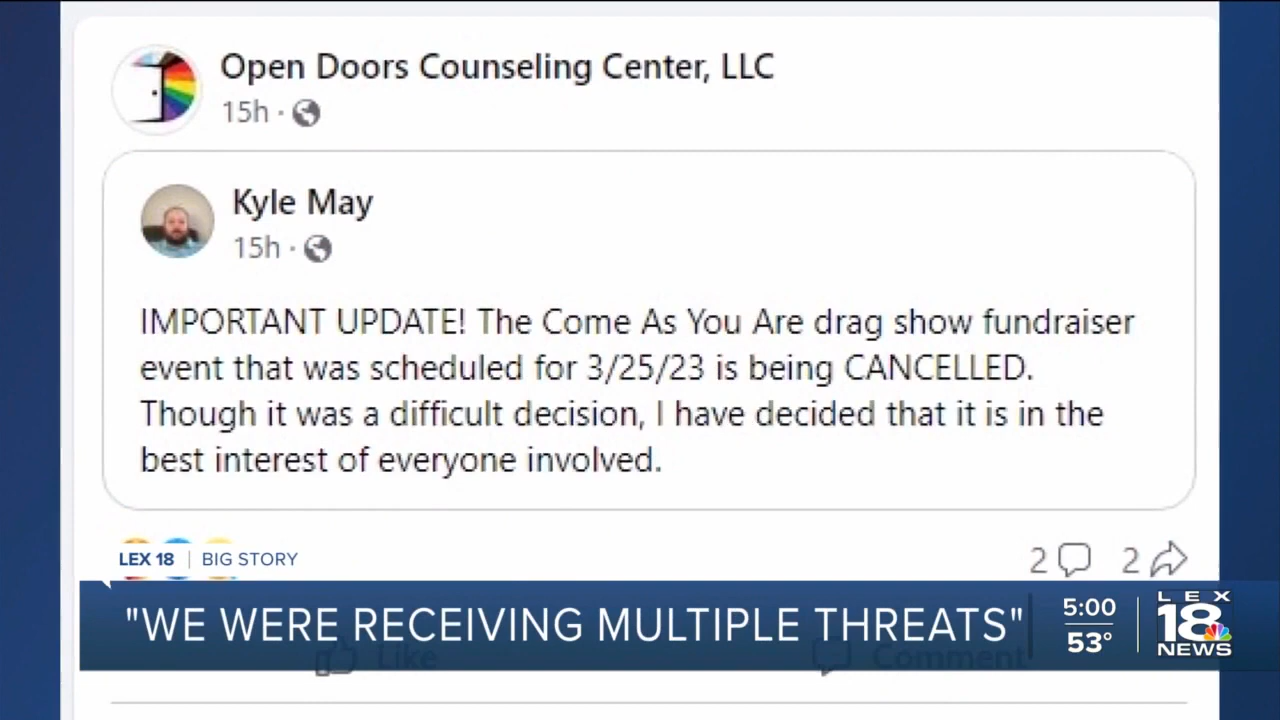 Open Doors Counseling Center, LLC
15h ·
Kyle May
15h ·
IMPORTANT UPDATE! The Come As You Are drag show fundraiser
event that was scheduled for 3/25/23 is being CANCELLED.
Though it was a difficult decision, I have decided that it is in the
best interest of everyone involved.
2 2
LEX 18 | BIG STORY
"WE WERE RECEIVING MULTIPLE THREATS"
5:00
53°
LEX
18
NEWS
Like Comment